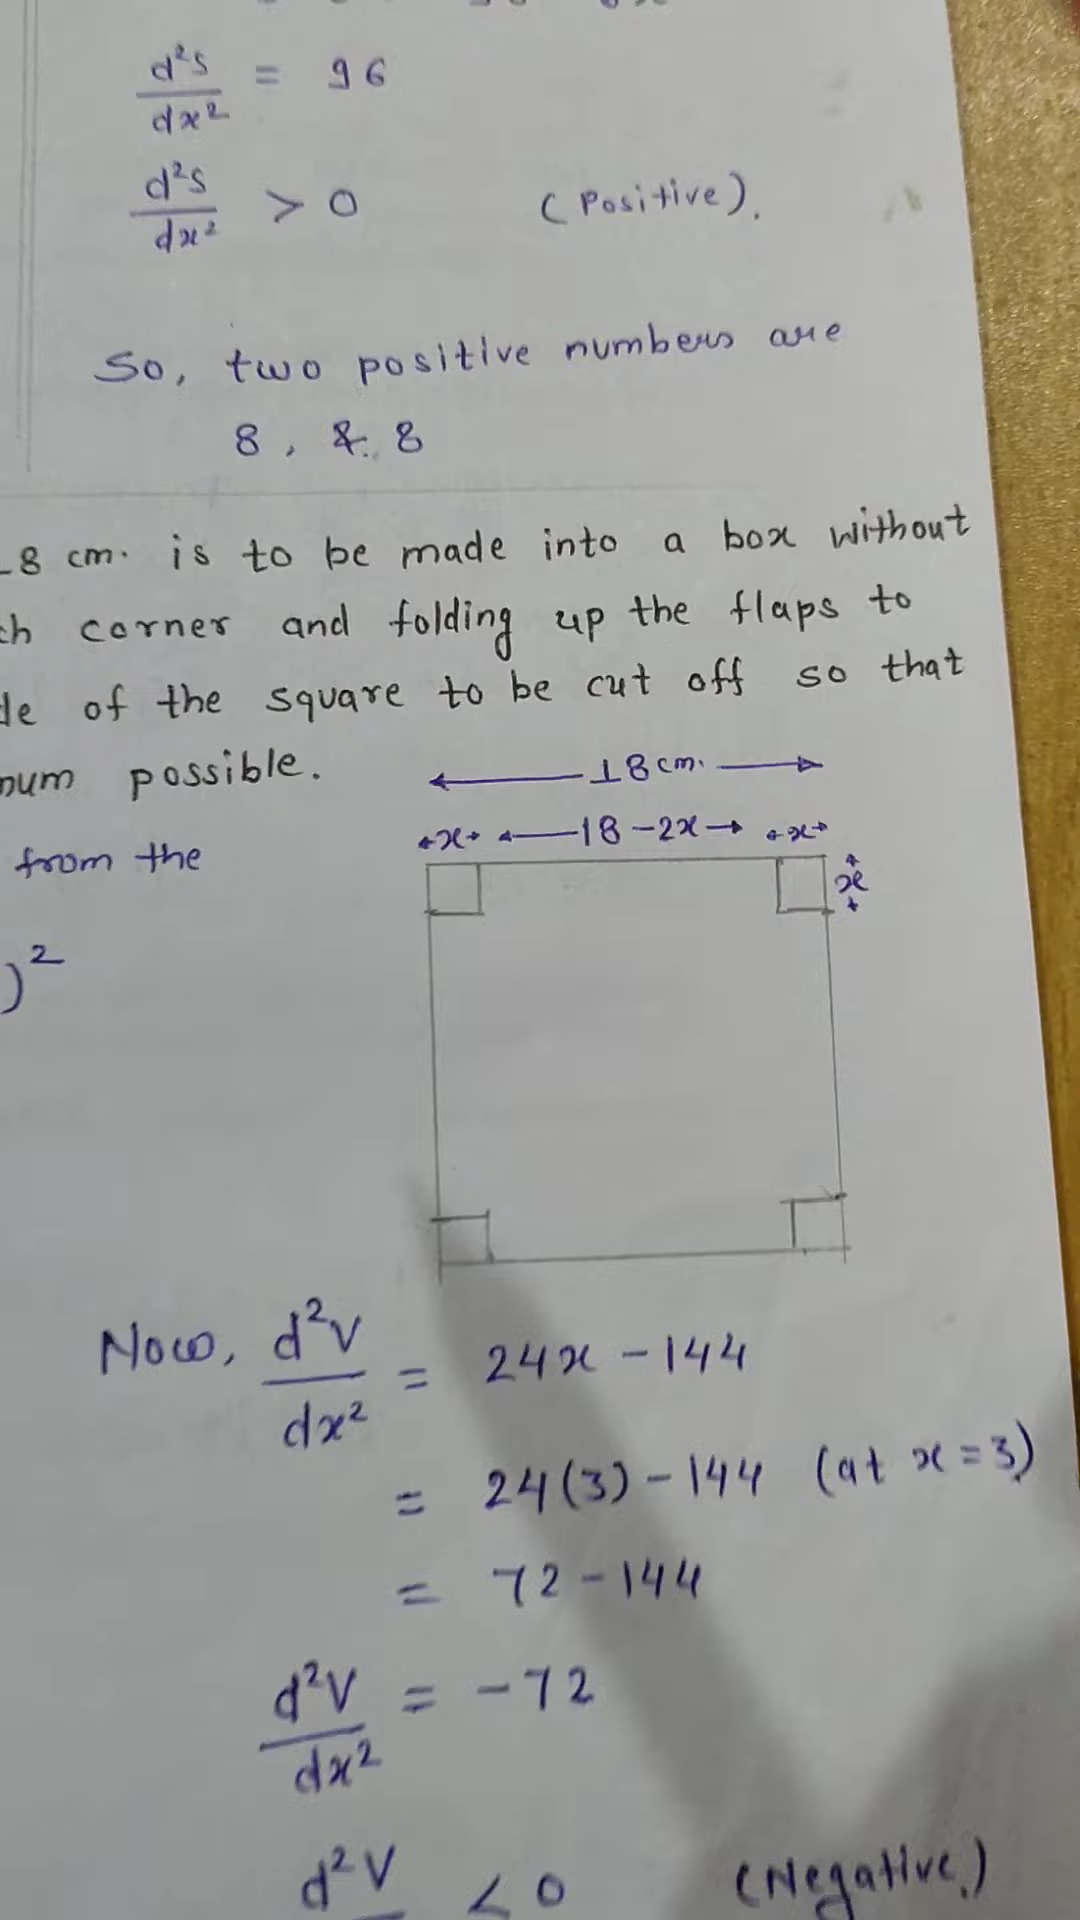 d²s/dx² = 96
d²s/dx² > 0 (Positive).
So, two positive numbers are
8, & 8
8 cm. is to be made into a box without
corner and folding up the flaps to
of the square to be cut off so that
possible.
18 cm.
x 18-2x x
x
from the
)²
Now, d²V/dx² = 24x - 144
= 24(3) - 144 (at x = 3)
= 72 - 144
d²V/dx² = -72
d²V < 0 (Negative)